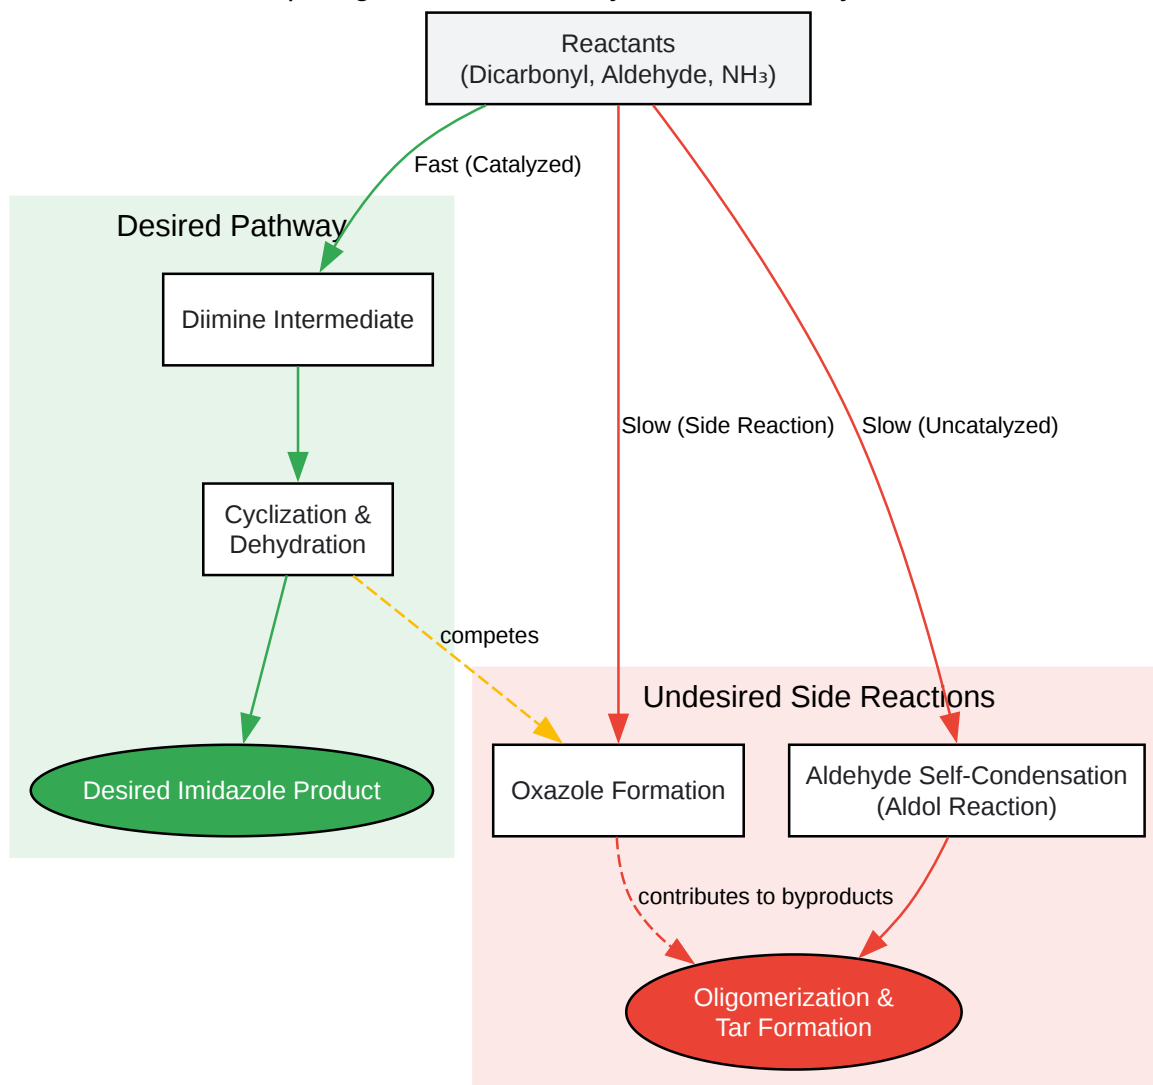 Reactants
(Dicarbonyl, Aldehyde, NH₃)
Fast (Catalyzed)
Desired Pathway
Diimine Intermediate
Slow (Side Reaction)
Slow (Uncatalyzed)
Cyclization &
Dehydration
competes
Undesired Side Reactions
Desired Imidazole Product
Oxazole Formation
Aldehyde Self-Condensation
(Aldol Reaction)
contributes to byproducts
Oligomerization &
Tar Formation